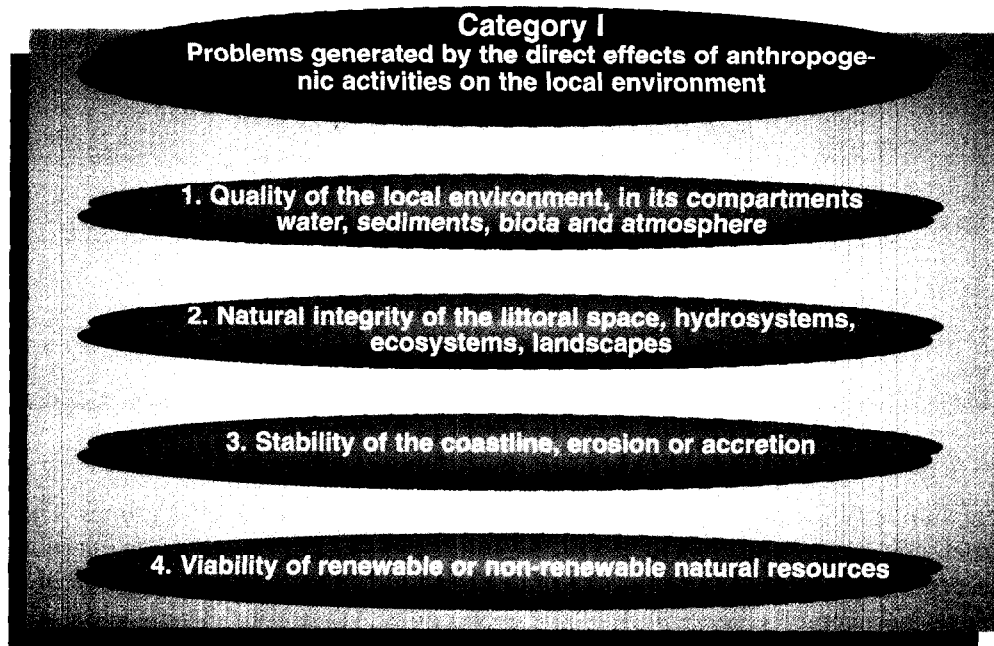 Category I
Problems generated by the direct effects of anthropoge-
nic activities on the local environment
1. Quality of the local environment, in its compartments
water, sediments, biota and atmosphere
2. Natural integrity of the littoral space, hydrosystems,
ecosystems, landscapes
3. Stability of the coastline, erosion or accretion
4. Viability of renewable or non-renewable natural resources